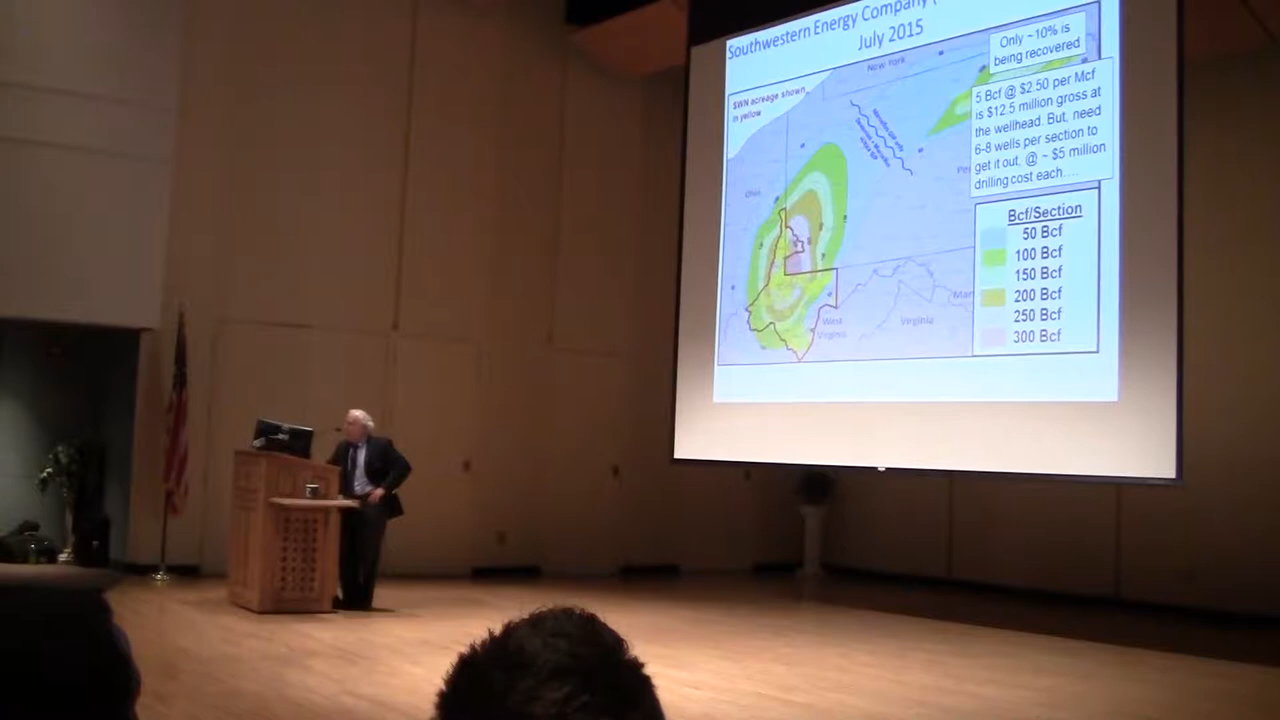 Southwestern Energy Company (
July 2015
Only ~10% is
being recovered
New York
SWN acreage shown
in yellow
5 Bcf @ $2.50 per Mcf
is $12.5 million gross at
the wellhead. But, need
6-8 wells per section to
get it out, @ ~ $5 million
drilling cost each....
Ohio
Pe
Bcf/Section
50 Bcf
100 Bcf
150 Bcf
200 Bcf
250 Bcf
300 Bcf
Mar
West
Virginia
Virginia